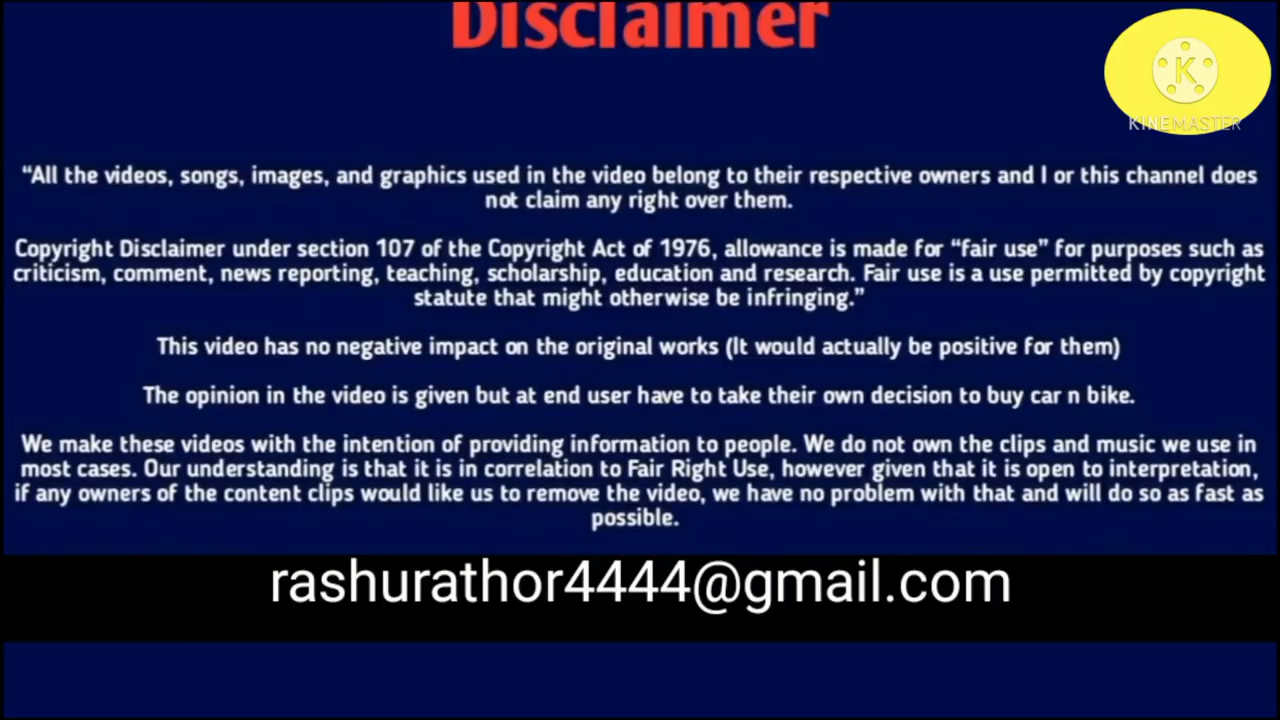 Disclaimer
K
KINEMASTER
“All the videos, songs, images, and graphics used in the video belong to their respective owners and I or this channel does
not claim any right over them.
Copyright Disclaimer under section 107 of the Copyright Act of 1976, allowance is made for “fair use” for purposes such as
criticism, comment, news reporting, teaching, scholarship, education and research. Fair use is a use permitted by copyright
statute that might otherwise be infringing.”
This video has no negative impact on the original works (It would actually be positive for them)
The opinion in the video is given but at end user have to take their own decision to buy car n bike.
We make these videos with the intention of providing information to people. We do not own the clips and music we use in
most cases. Our understanding is that it is in correlation to Fair Right Use, however given that it is open to interpretation,
if any owners of the content clips would like us to remove the video, we have no problem with that and will do so as fast as
possible.
rashurathor4444@gmail.com